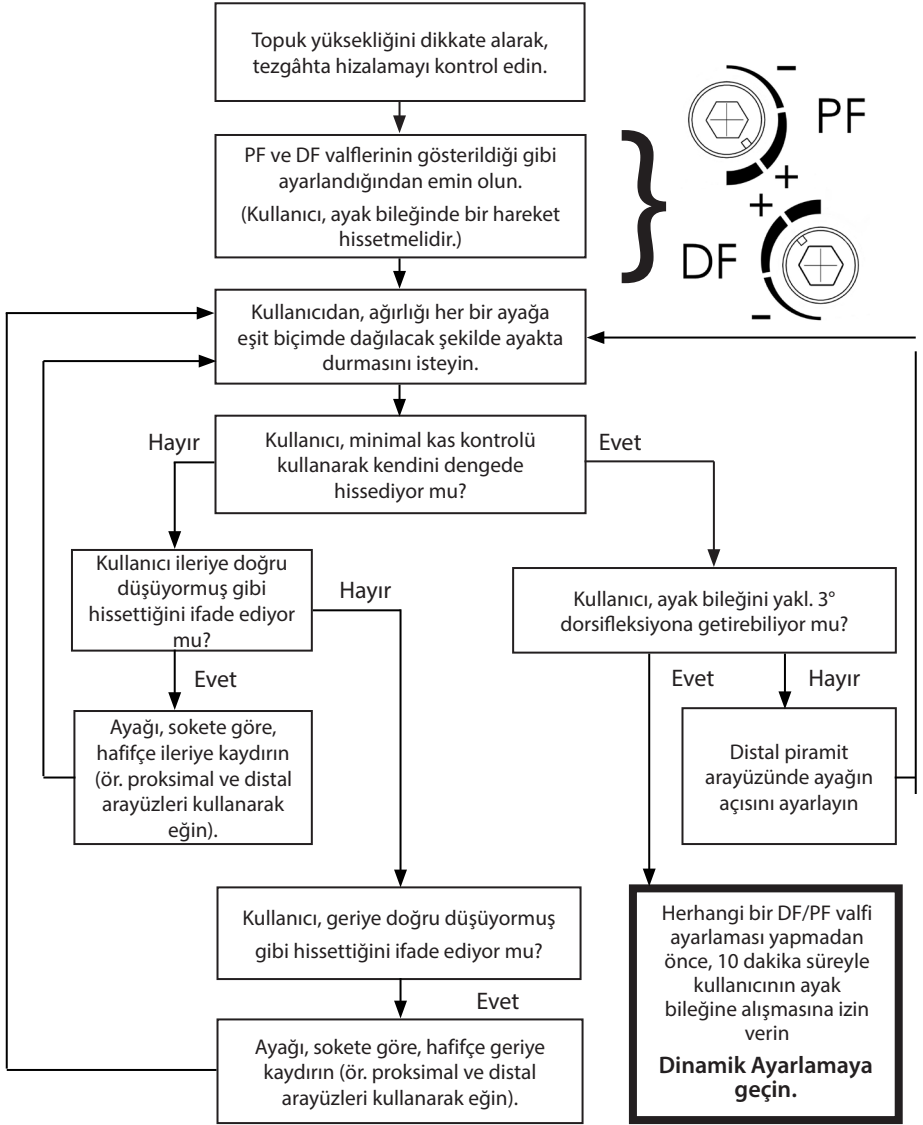 Topuk yüksekliğini dikkate alarak,
tezgâhta hizalamayı kontrol edin.
PF ve DF valflerinin gösterildiği gibi
ayarlandığından emin olun.
(Kullanıcı, ayak bileğinde bir hareket
hissetmelidir.)
-
PF
+
+
DF
-
Kullanıcıdan, ağırlığı her bir ayağa
eşit biçimde dağılacak şekilde ayakta
durmasını isteyin.
Hayır
Kullanıcı, minimal kas kontrolü
kullanarak kendini dengede
hissediyor mu?
Evet
Kullanıcı ileriye doğru
düşüyormuş gibi
hissettiğini ifade ediyor
mu?
Hayır
Kullanıcı, ayak bileğini yakl. 3°
dorsifleksiyona getirebiliyor mu?
Evet
Evet
Hayır
Ayağı, sokete göre,
hafifçe ileriye kaydırın
(ör. proksimal ve distal
arayüzleri kullanarak
eğin).
Distal piramit
arayüzünde ayağın
açısını ayarlayın
Kullanıcı, geriye doğru düşüyormuş
gibi hissettiğini ifade ediyor mu?
Evet
Ayağı, sokete göre, hafifçe geriye
kaydırın (ör. proksimal ve distal
arayüzleri kullanarak eğin).
Herhangi bir DF/PF valfi
ayarlaması yapmadan
önce, 10 dakika süreyle
kullanıcının ayak
bileğine alışmasına izin
verin
Dinamik Ayarlamaya
geçin.